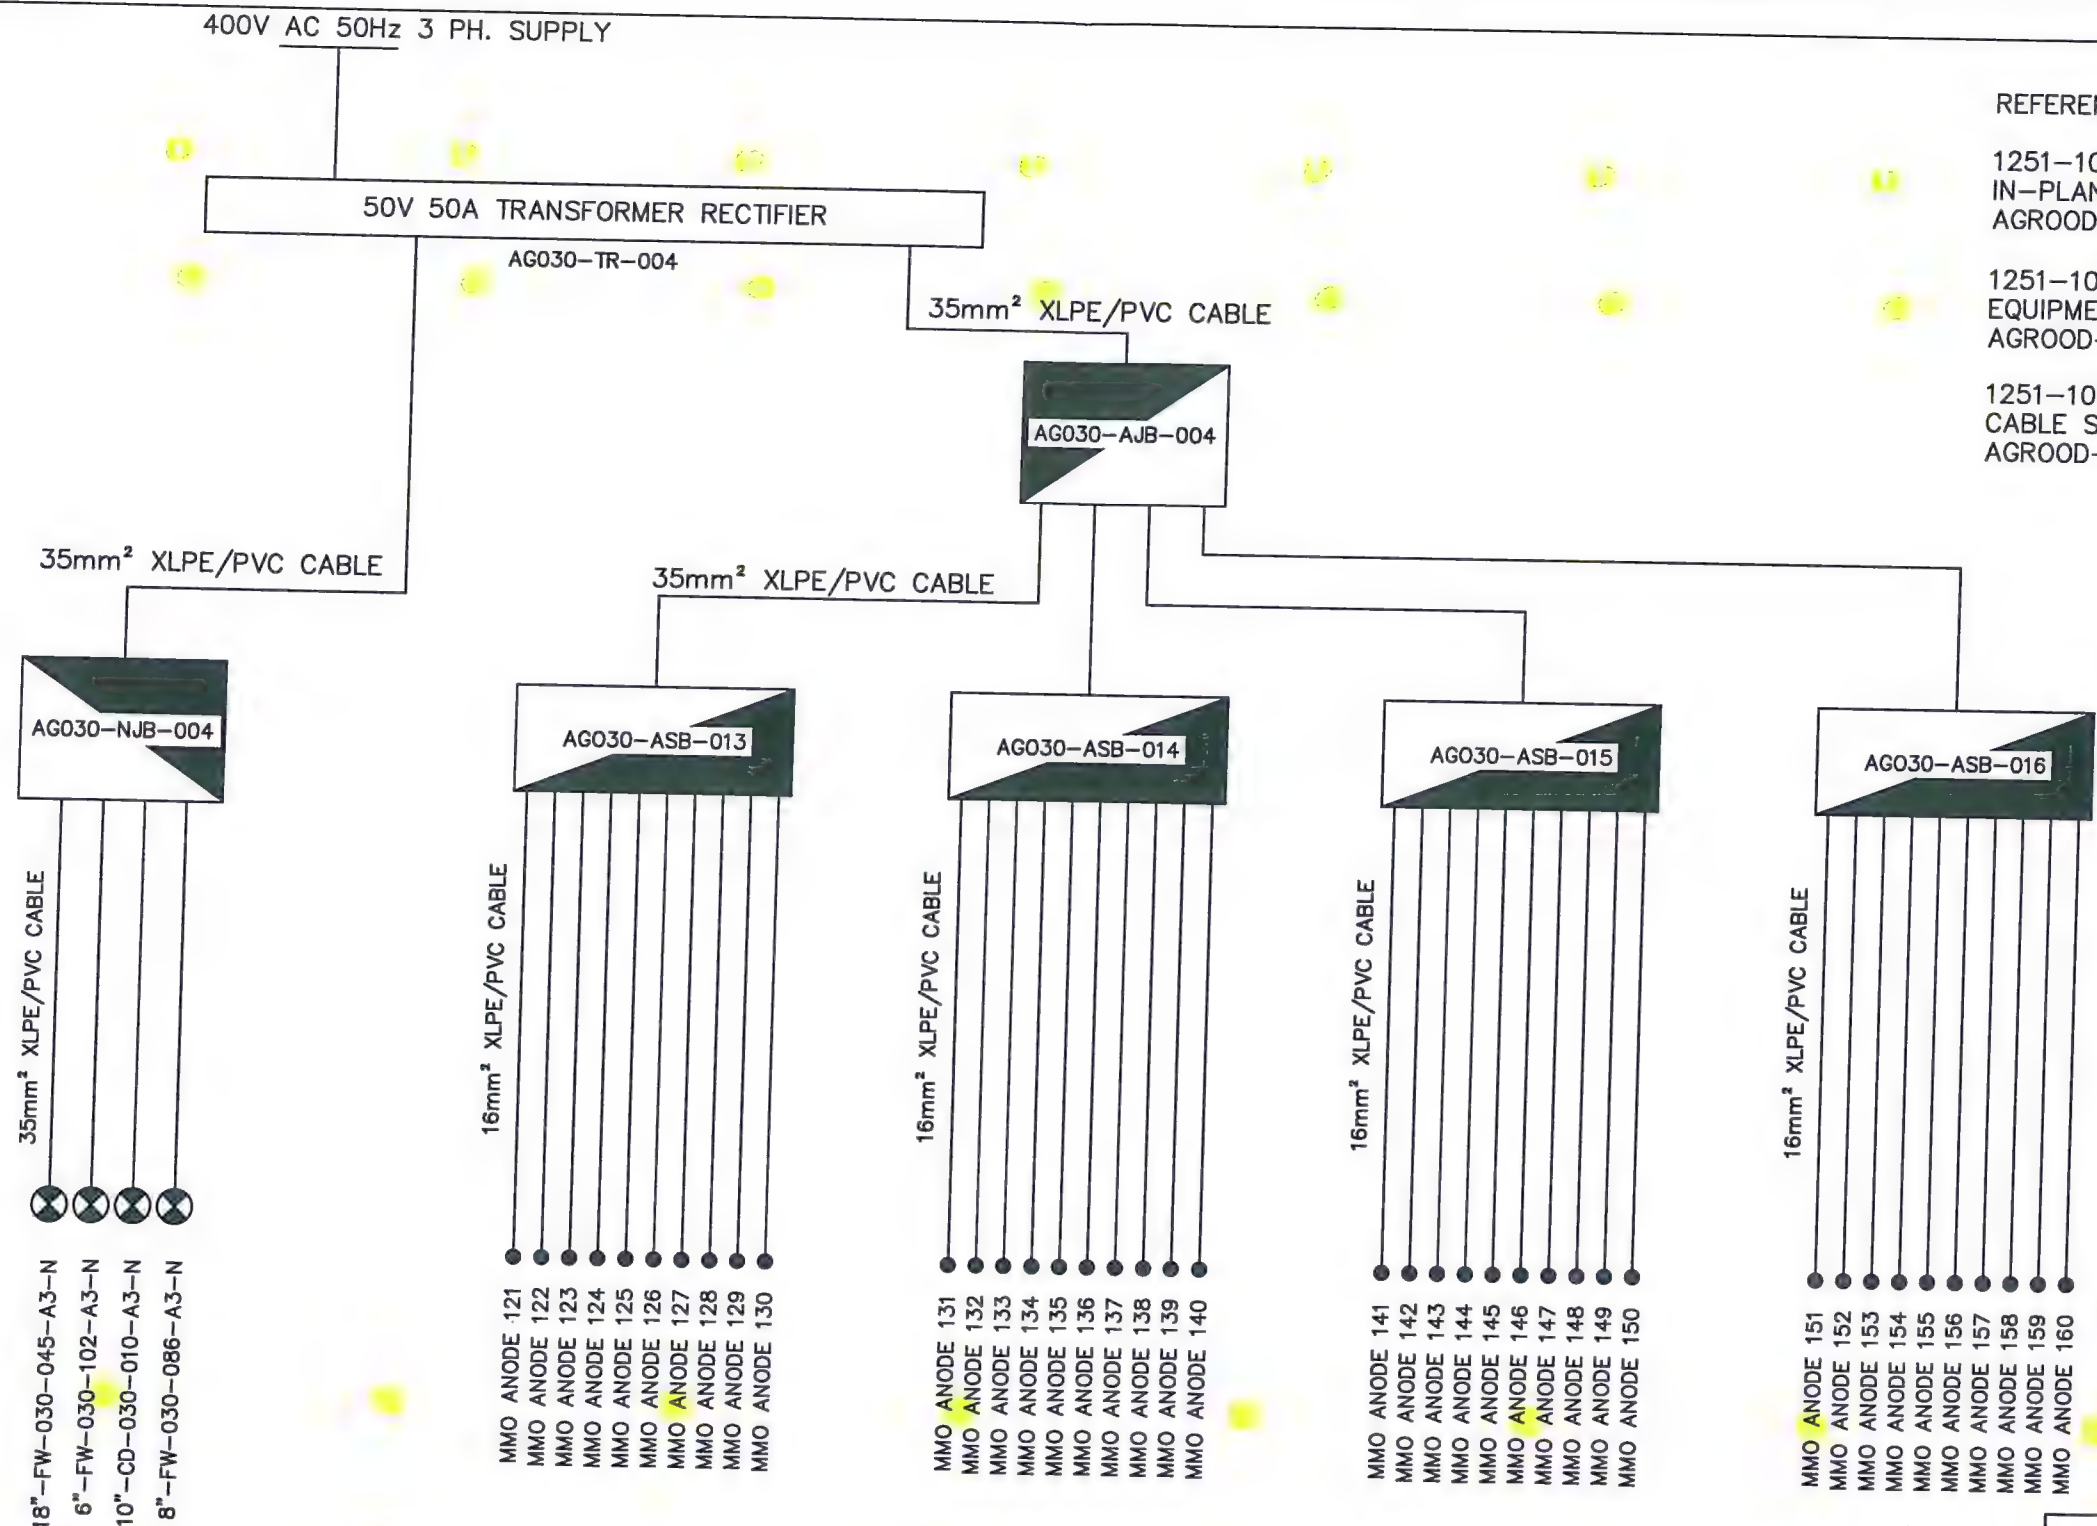 400V AC 50Hz 3 PH. SUPPLY
50V 50A TRANSFORMER RECTIFIER
AG030-TR-004
35mm² XLPE/PVC CABLE
AG030-AJB-004
35mm² XLPE/PVC CABLE
35mm² XLPE/PVC CABLE
AG030-NJB-004
AG030-ASB-013
AG030-ASB-014
AG030-ASB-015
AG030-ASB-016
35mm² XLPE/PVC CABLE
16mm² XLPE/PVC CABLE
16mm² XLPE/PVC CABLE
16mm² XLPE/PVC CABLE
16mm² XLPE/PVC CABLE
18"-FW-030-045-A3-N
6"-FW-030-102-A3-N
10"-CD-030-010-A3-N
8"-FW-030-086-A3-N
MMO ANODE 121
MMO ANODE 122
MMO ANODE 123
MMO ANODE 124
MMO ANODE 125
MMO ANODE 126
MMO ANODE 127
MMO ANODE 128
MMO ANODE 129
MMO ANODE 130
MMO ANODE 131
MMO ANODE 132
MMO ANODE 133
MMO ANODE 134
MMO ANODE 135
MMO ANODE 136
MMO ANODE 137
MMO ANODE 138
MMO ANODE 139
MMO ANODE 140
MMO ANODE 141
MMO ANODE 142
MMO ANODE 143
MMO ANODE 144
MMO ANODE 145
MMO ANODE 146
MMO ANODE 147
MMO ANODE 148
MMO ANODE 149
MMO ANODE 150
MMO ANODE 151
MMO ANODE 152
MMO ANODE 153
MMO ANODE 154
MMO ANODE 155
MMO ANODE 156
MMO ANODE 157
MMO ANODE 158
MMO ANODE 159
MMO ANODE 160
1251-10
IN-PLAN
AGROOD
1251-10
EQUIPME
AGROOD-
1251-10
CABLE S
AGROOD-